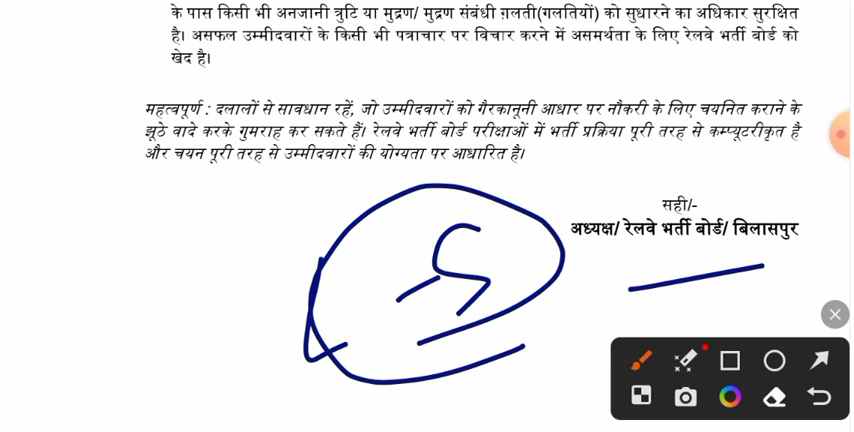 के पास किसी भी अनजानी त्रुटि या मुद्रण/ मुद्रण संबंधी ग़लती(गलतियों) को सुधारने का अधिकार सुरक्षित
है। असफल उम्मीदवारों के किसी भी पत्राचार पर विचार करने में असमर्थता के लिए रेलवे भर्ती बोर्ड को
खेद है।
महत्वपूर्ण : दलालों से सावधान रहें, जो उम्मीदवारों को गैरकानूनी आधार पर नौकरी के लिए चयनित कराने के
झूठे वादे करके गुमराह कर सकते हैं। रेलवे भर्ती बोर्ड परीक्षाओं में भर्ती प्रक्रिया पूरी तरह से कम्प्यूटरीकृत है
और चयन पूरी तरह से उम्मीदवारों की योग्यता पर आधारित है।
सही/-
अध्यक्ष/ रेलवे भर्ती बोर्ड/ बिलासपुर